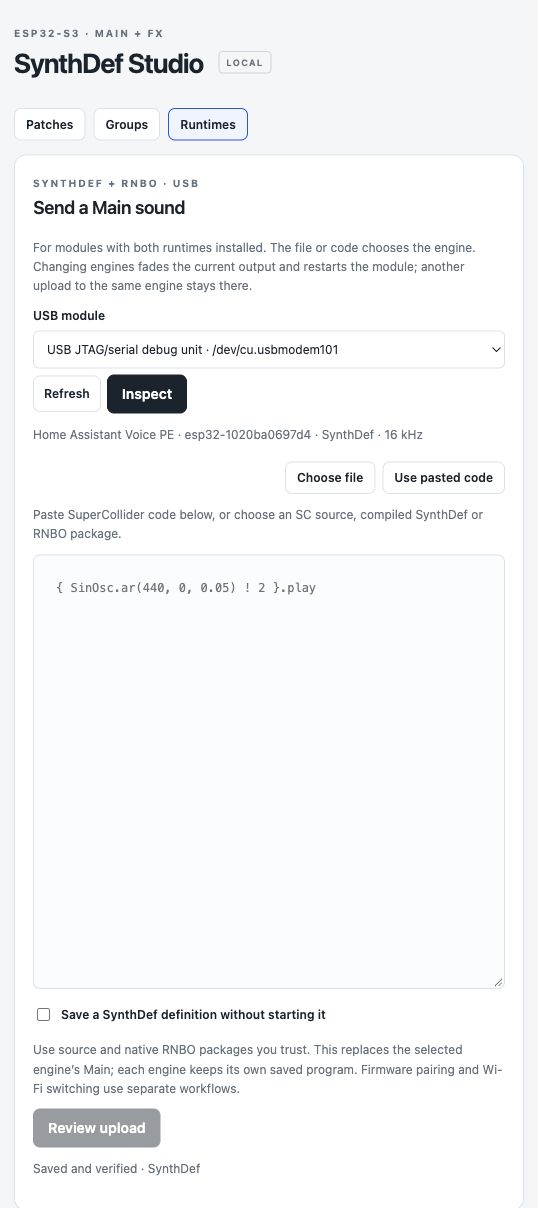 ESP32-S3 · MAIN + FX
SynthDef Studio LOCAL
Patches Groups Runtimes
SYNTHDEF + RNBO · USB
Send a Main sound
For modules with both runtimes installed. The file or code chooses the engine.
Changing engines fades the current output and restarts the module; another
upload to the same engine stays there.
USB module
USB JTAG/serial debug unit · /dev/cu.usbmodem101
Refresh Inspect
Home Assistant Voice PE · esp32-1020ba0697d4 · SynthDef · 16 kHz
Choose file Use pasted code
Paste SuperCollider code below, or choose an SC source, compiled SynthDef or
RNBO package.
{ SinOsc.ar(440, 0, 0.05) ! 2 }.play
Save a SynthDef definition without starting it
Use source and native RNBO packages you trust. This replaces the selected
engine's Main; each engine keeps its own saved program. Firmware pairing and Wi-
Fi switching use separate workflows.
Review upload
Saved and verified · SynthDef